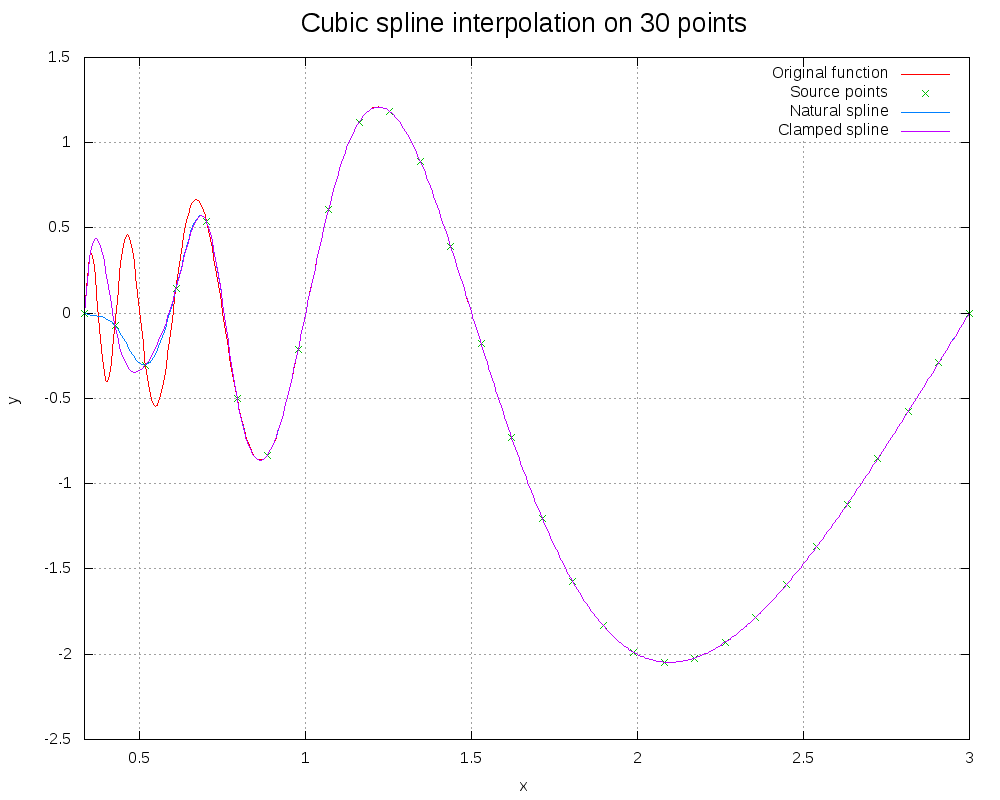 Cubic spline interpolation on 30 points
Original function
Source points
Natural spline
Clamped spline
1.5
1
0.5
0
-0.5
-1
-1.5
-2
-2.5
y
0.5 1 1.5 2 2.5 3
x